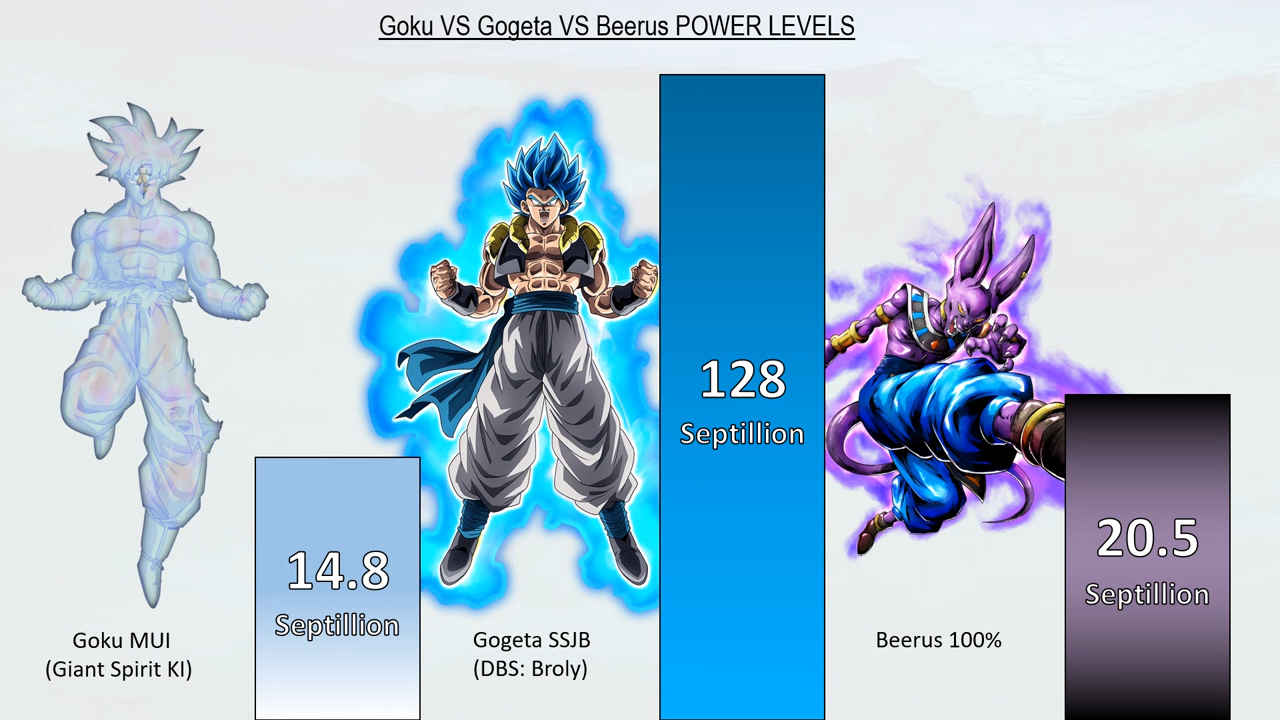 Goku VS Gogeta VS Beerus POWER LEVELS
Goku MUI
(Giant Spirit KI)
14.8
Septillion
Gogeta SSJB
(DBS: Broly)
128
Septillion
Beerus 100%
20.5
Septillion